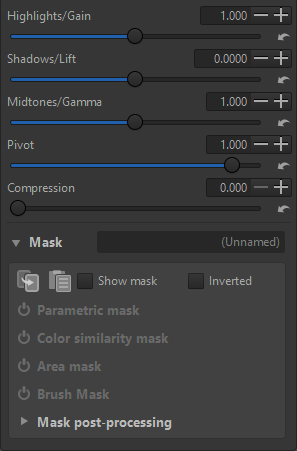 Highlights/Gain 1.000
Shadows/Lift 0.0000
Midtones/Gamma 1.000
Pivot 1.000
Compression 0.000
Mask (Unnamed)
Show mask Inverted
Parametric mask
Color similarity mask
Area mask
Brush Mask
Mask post-processing